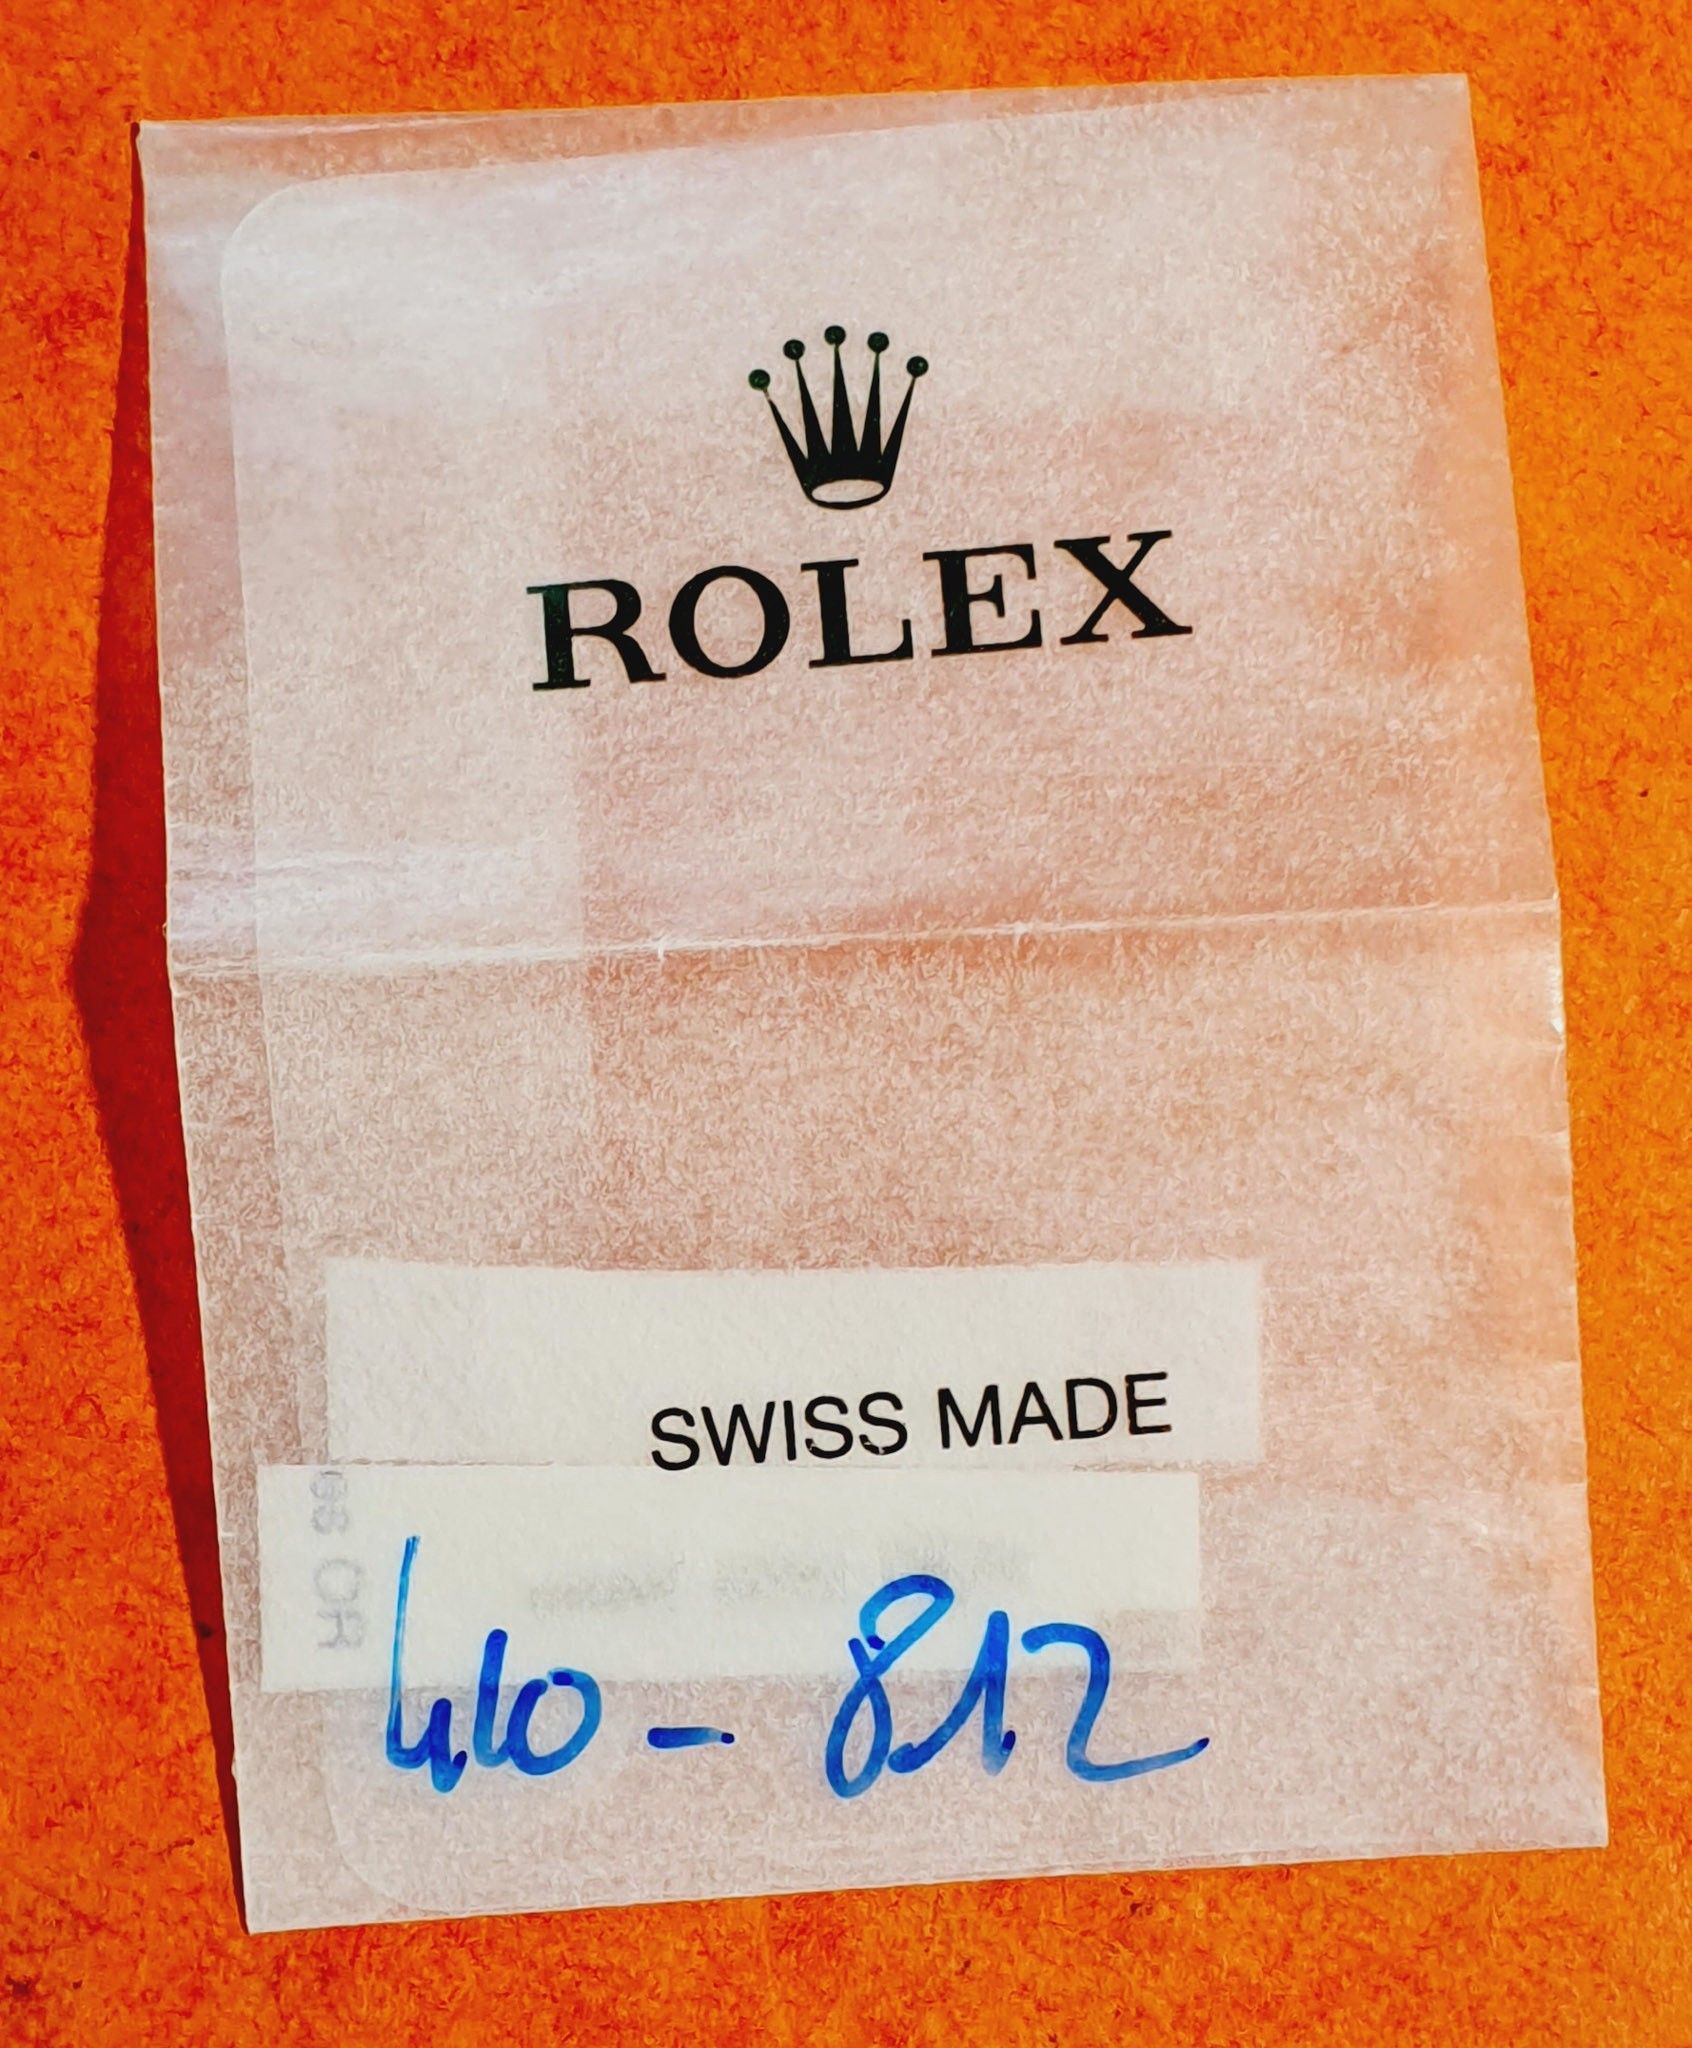 ROLEX
SWISS MADE
410 - 812